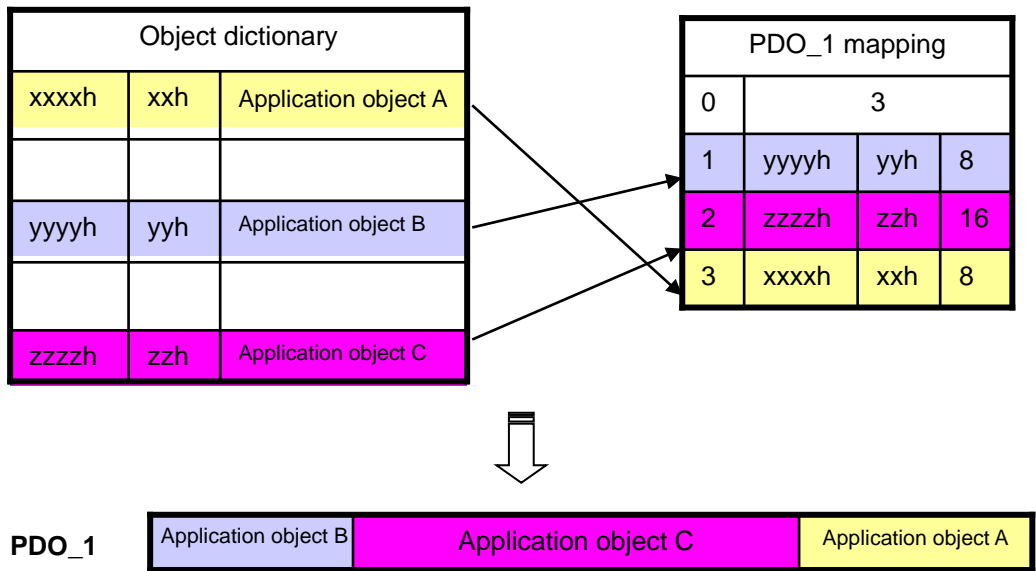 Object dictionary
xxxxh xxh Application object A
yyyyh yyh Application object B
zzzzh zzh Application object C
PDO_1 mapping
0 3
1 yyyyh yyh 8
2 zzzzh zzh 16
3 xxxxh xxh 8
PDO_1 Application object B Application object C Application object A